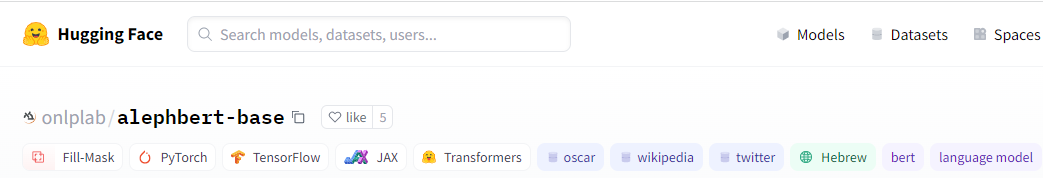 Hugging Face Search models, datasets, users... Models Datasets Spaces
onlplab/alephbert-base like 5
Fill-Mask PyTorch TensorFlow JAX Transformers oscar wikipedia twitter Hebrew bert language model